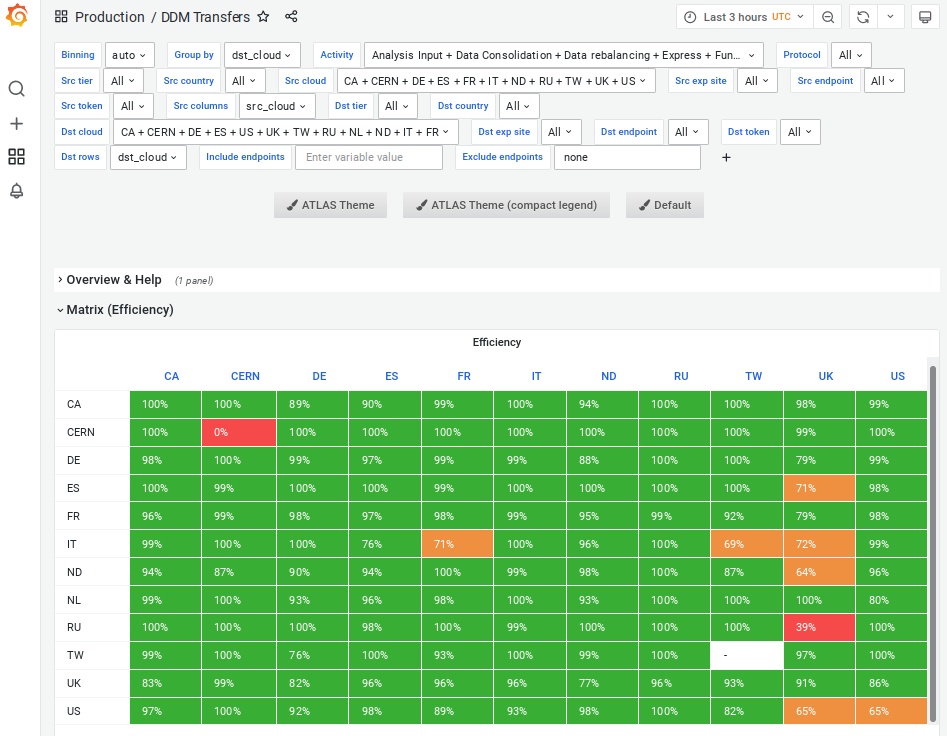 Production / DDM Transfers Last 3 hours UTC
Binning auto Group by dst_cloud Activity Analysis Input + Data Consolidation + Data rebalancing + Express + Fun... Protocol All
Src tier All Src country All Src cloud CA + CERN + DE + ES + FR + IT + ND + RU + TW + UK + US Src exp site All Src endpoint All
Src token All Src columns src_cloud Dst tier All Dst country All
Dst cloud CA + CERN + DE + ES + US + UK + TW + RU + NL + ND + IT + FR Dst exp site All Dst endpoint All Dst token All
Dst rows dst_cloud Include endpoints Enter variable value Exclude endpoints none +
ATLAS Theme ATLAS Theme (compact legend) Default
Overview & Help (1 panel)
Matrix (Efficiency)
Efficiency
CA CERN DE ES FR IT ND RU TW UK US
CA 100% 100% 89% 90% 99% 100% 94% 100% 100% 98% 99%
CERN 100% 0% 100% 100% 100% 100% 100% 100% 100% 99% 100%
DE 98% 100% 99% 97% 99% 99% 88% 100% 100% 79% 99%
ES 100% 99% 100% 100% 99% 100% 100% 100% 100% 71% 98%
FR 96% 99% 98% 97% 98% 99% 95% 99% 92% 79% 98%
IT 99% 100% 100% 76% 71% 100% 96% 100% 69% 72% 99%
ND 94% 87% 90% 94% 100% 99% 98% 100% 87% 64% 96%
NL 99% 100% 93% 96% 98% 100% 93% 100% 100% 100% 80%
RU 100% 100% 100% 98% 100% 99% 100% 100% 100% 39% 100%
TW 99% 100% 76% 100% 93% 100% 99% 100% - 97% 100%
UK 83% 99% 82% 96% 96% 96% 77% 96% 93% 91% 86%
US 97% 100% 92% 98% 89% 93% 98% 100% 82% 65% 65%